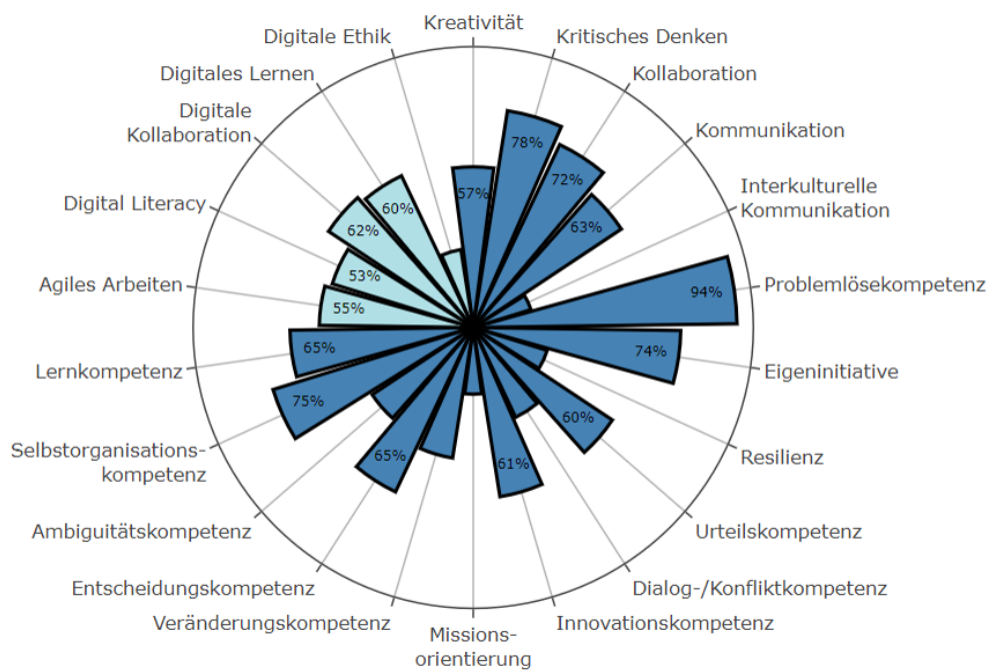 Kreativität
Digitale Ethik
Kritisches Denken
Digitales Lernen
Kollaboration
Digitale
Kollaboration
Kommunikation
Digital Literacy
Interkulturelle
Kommunikation
Agiles Arbeiten
Problemlösekompetenz
Lernkompetenz
Eigeninitiative
Selbstorganisations-
kompetenz
Resilienz
Ambiguitätskompetenz
Urteilskompetenz
Entscheidungskompetenz
Dialog-/Konfliktkompetenz
Veränderungskompetenz
Innovationskompetenz
Missions-
orientierung
57%
78%
72%
63%
94%
74%
60%
61%
65%
75%
65%
55%
53%
62%
60%